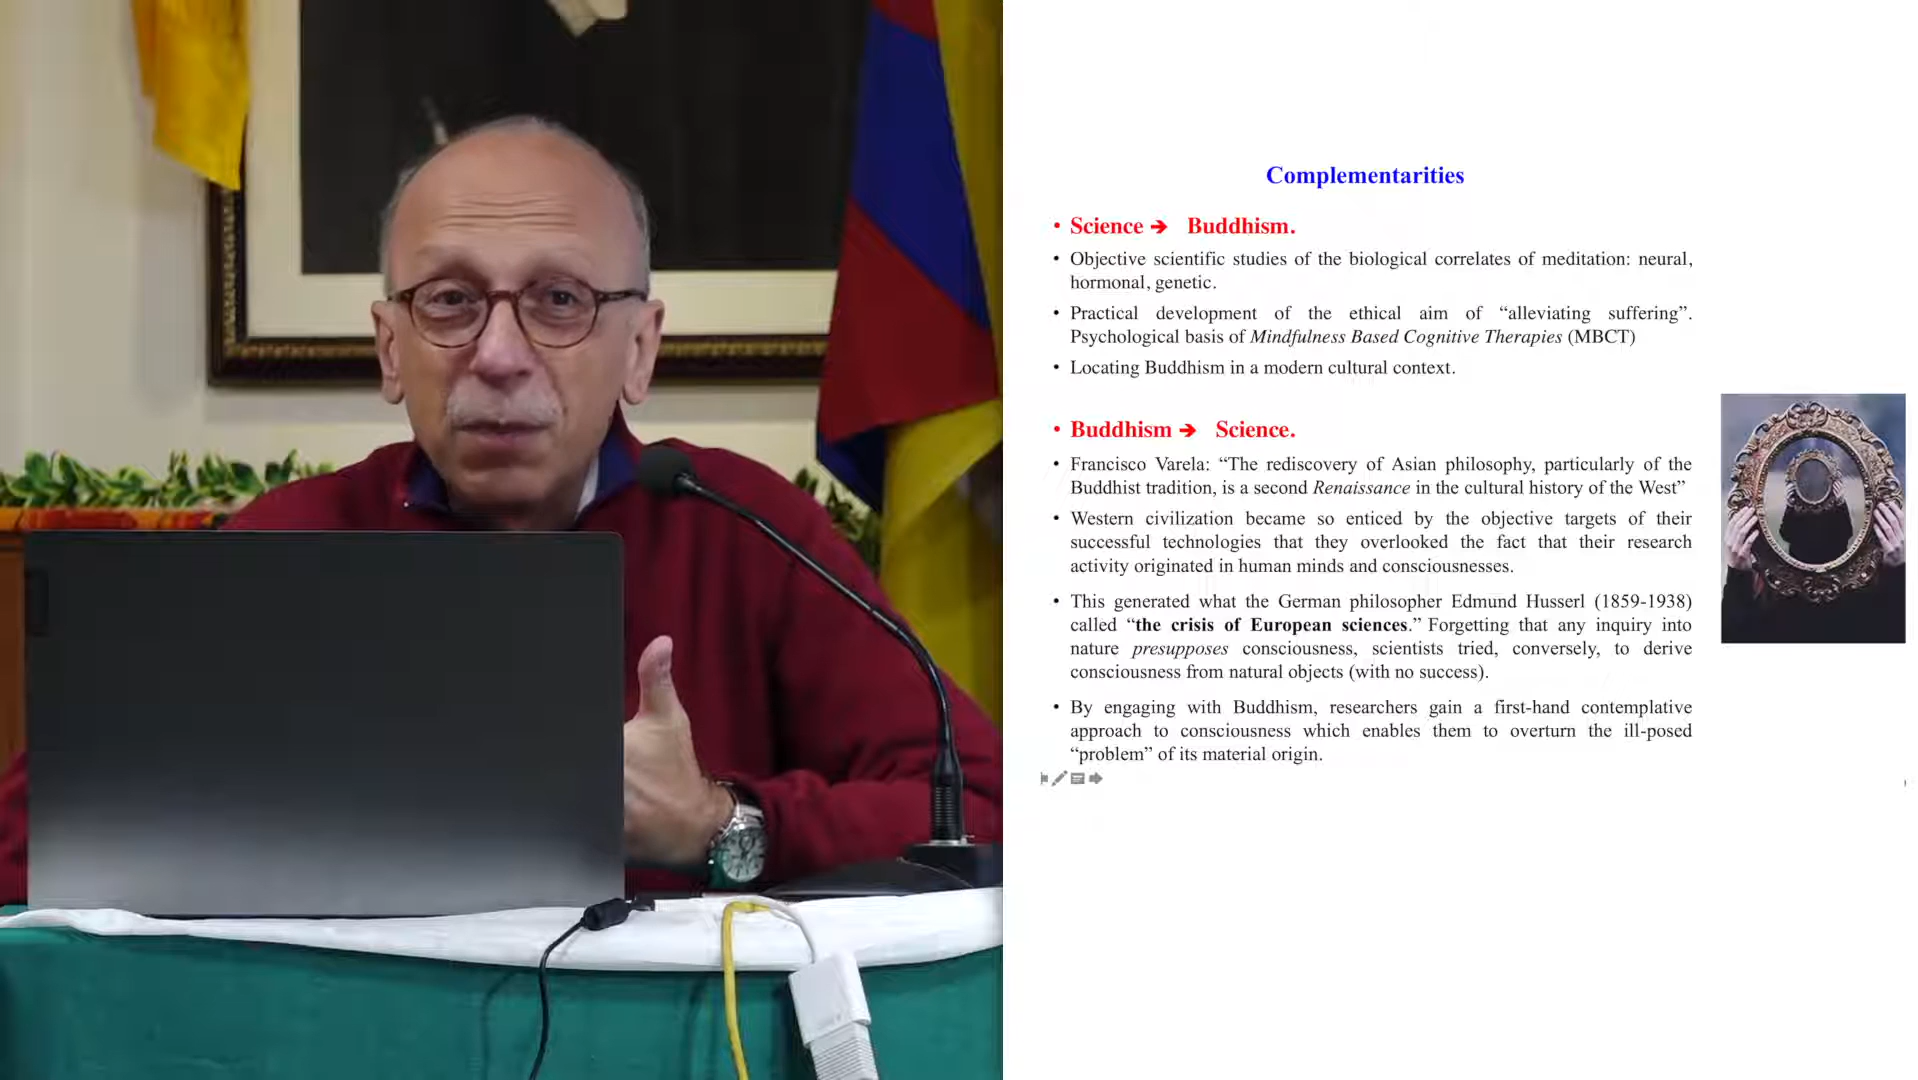 Complementarities
• Science ➔ Buddhism.
• Objective scientific studies of the biological correlates of meditation: neural,
hormonal, genetic.
• Practical development of the ethical aim of “alleviating suffering”.
Psychological basis of Mindfulness Based Cognitive Therapies (MBCT)
• Locating Buddhism in a modern cultural context.
• Buddhism ➔ Science.
• Francisco Varela: “The rediscovery of Asian philosophy, particularly of the
Buddhist tradition, is a second Renaissance in the cultural history of the West”
• Western civilization became so enticed by the objective targets of their
successful technologies that they overlooked the fact that their research
activity originated in human minds and consciousnesses.
• This generated what the German philosopher Edmund Husserl (1859-1938)
called “the crisis of European sciences.” Forgetting that any inquiry into
nature presupposes consciousness, scientists tried, conversely, to derive
consciousness from natural objects (with no success).
• By engaging with Buddhism, researchers gain a first-hand contemplative
approach to consciousness which enables them to overturn the ill-posed
“problem” of its material origin.